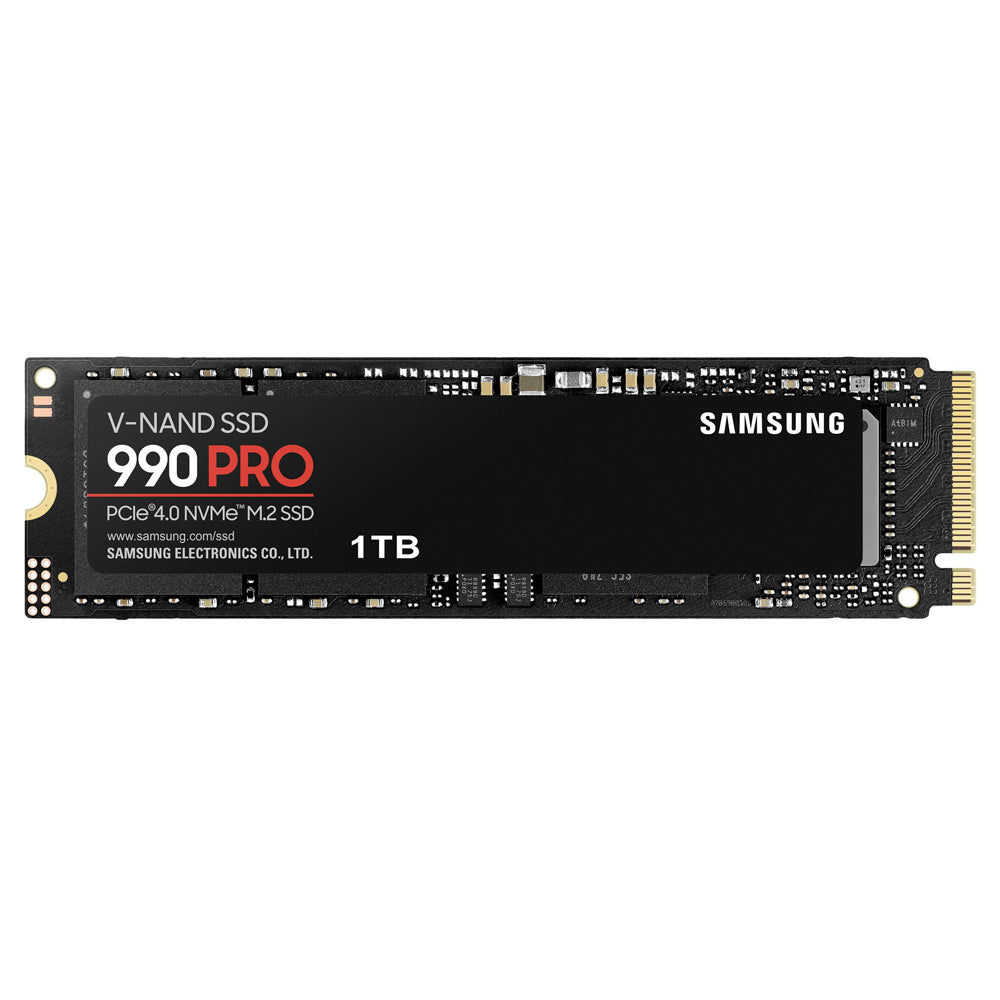 V-NAND SSD
990 PRO
PCIe®4.0 NVMe™ M.2 SSD
www.samsung.com/ssd
SAMSUNG ELECTRONICS CO., LTD.
1TB
SAMSUNG
AtBIM